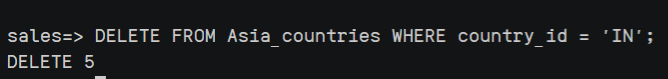 sales=> DELETE FROM Asia_countries WHERE country_id = 'IN';
DELETE 5